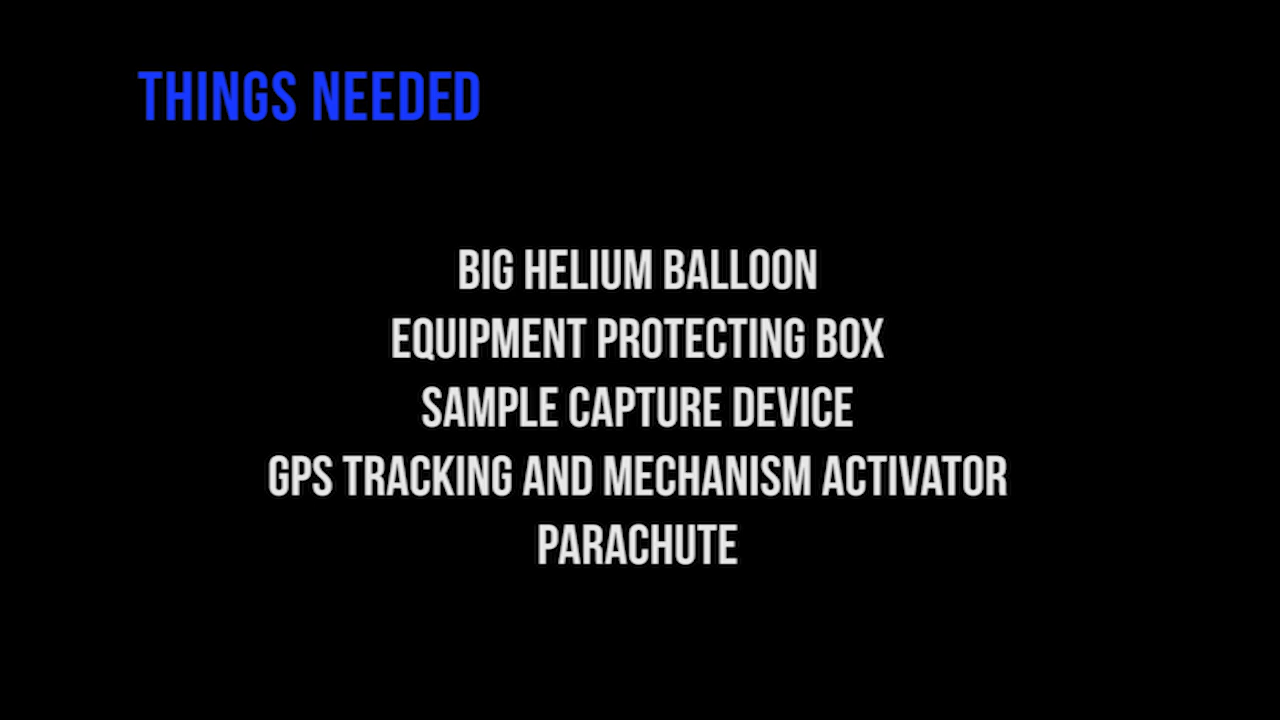 THINGS NEEDED
BIG HELIUM BALLOON
EQUIPMENT PROTECTING BOX
SAMPLE CAPTURE DEVICE
GPS TRACKING AND MECHANISM ACTIVATOR
PARACHUTE